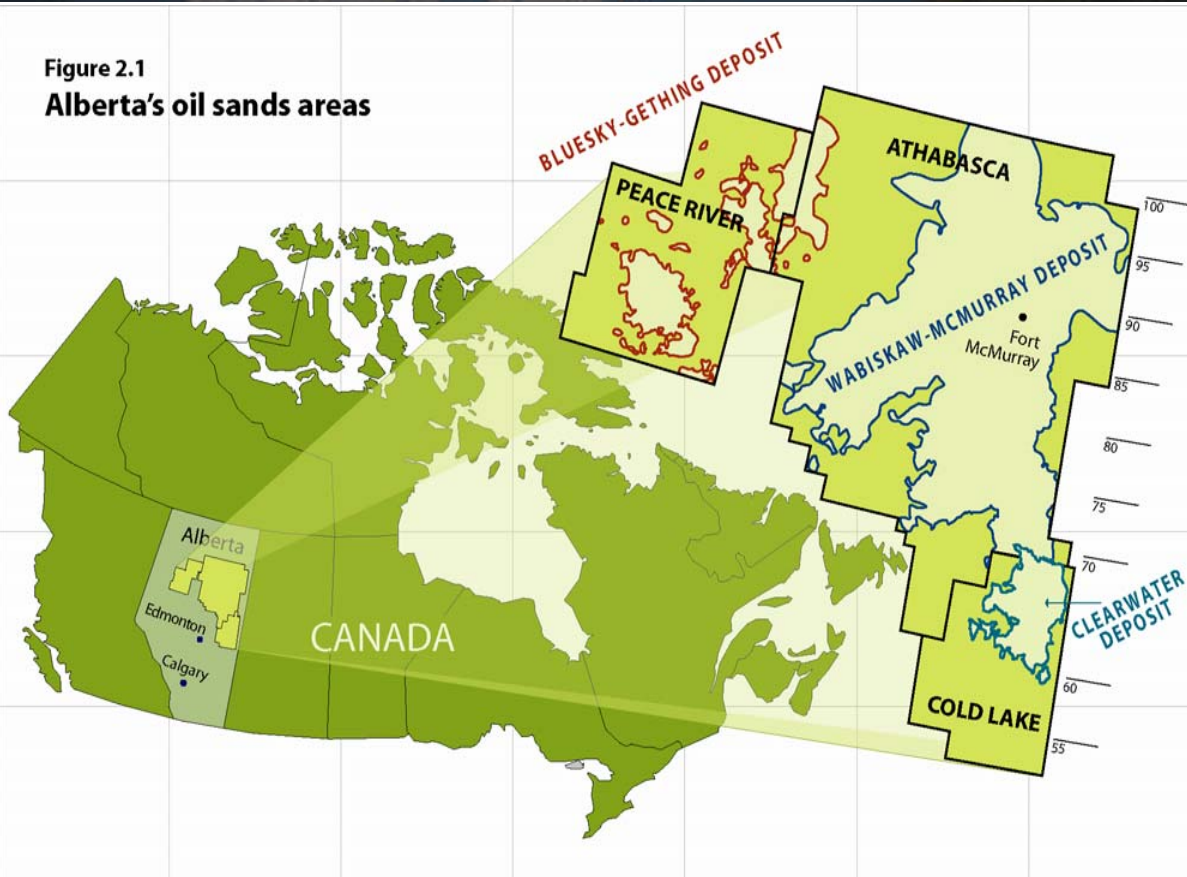 Figure 2.1
Alberta's oil sands areas
BLUESKY-GETHING DEPOSIT
PEACE RIVER
ATHABASCA
WABISKAW-MCMURRAY DEPOSIT
Fort
McMurray
100
95
90
85
80
75
70
60
55
CLEARWATER
DEPOSIT
COLD LAKE
Alberta
Edmonton
Calgary
CANADA